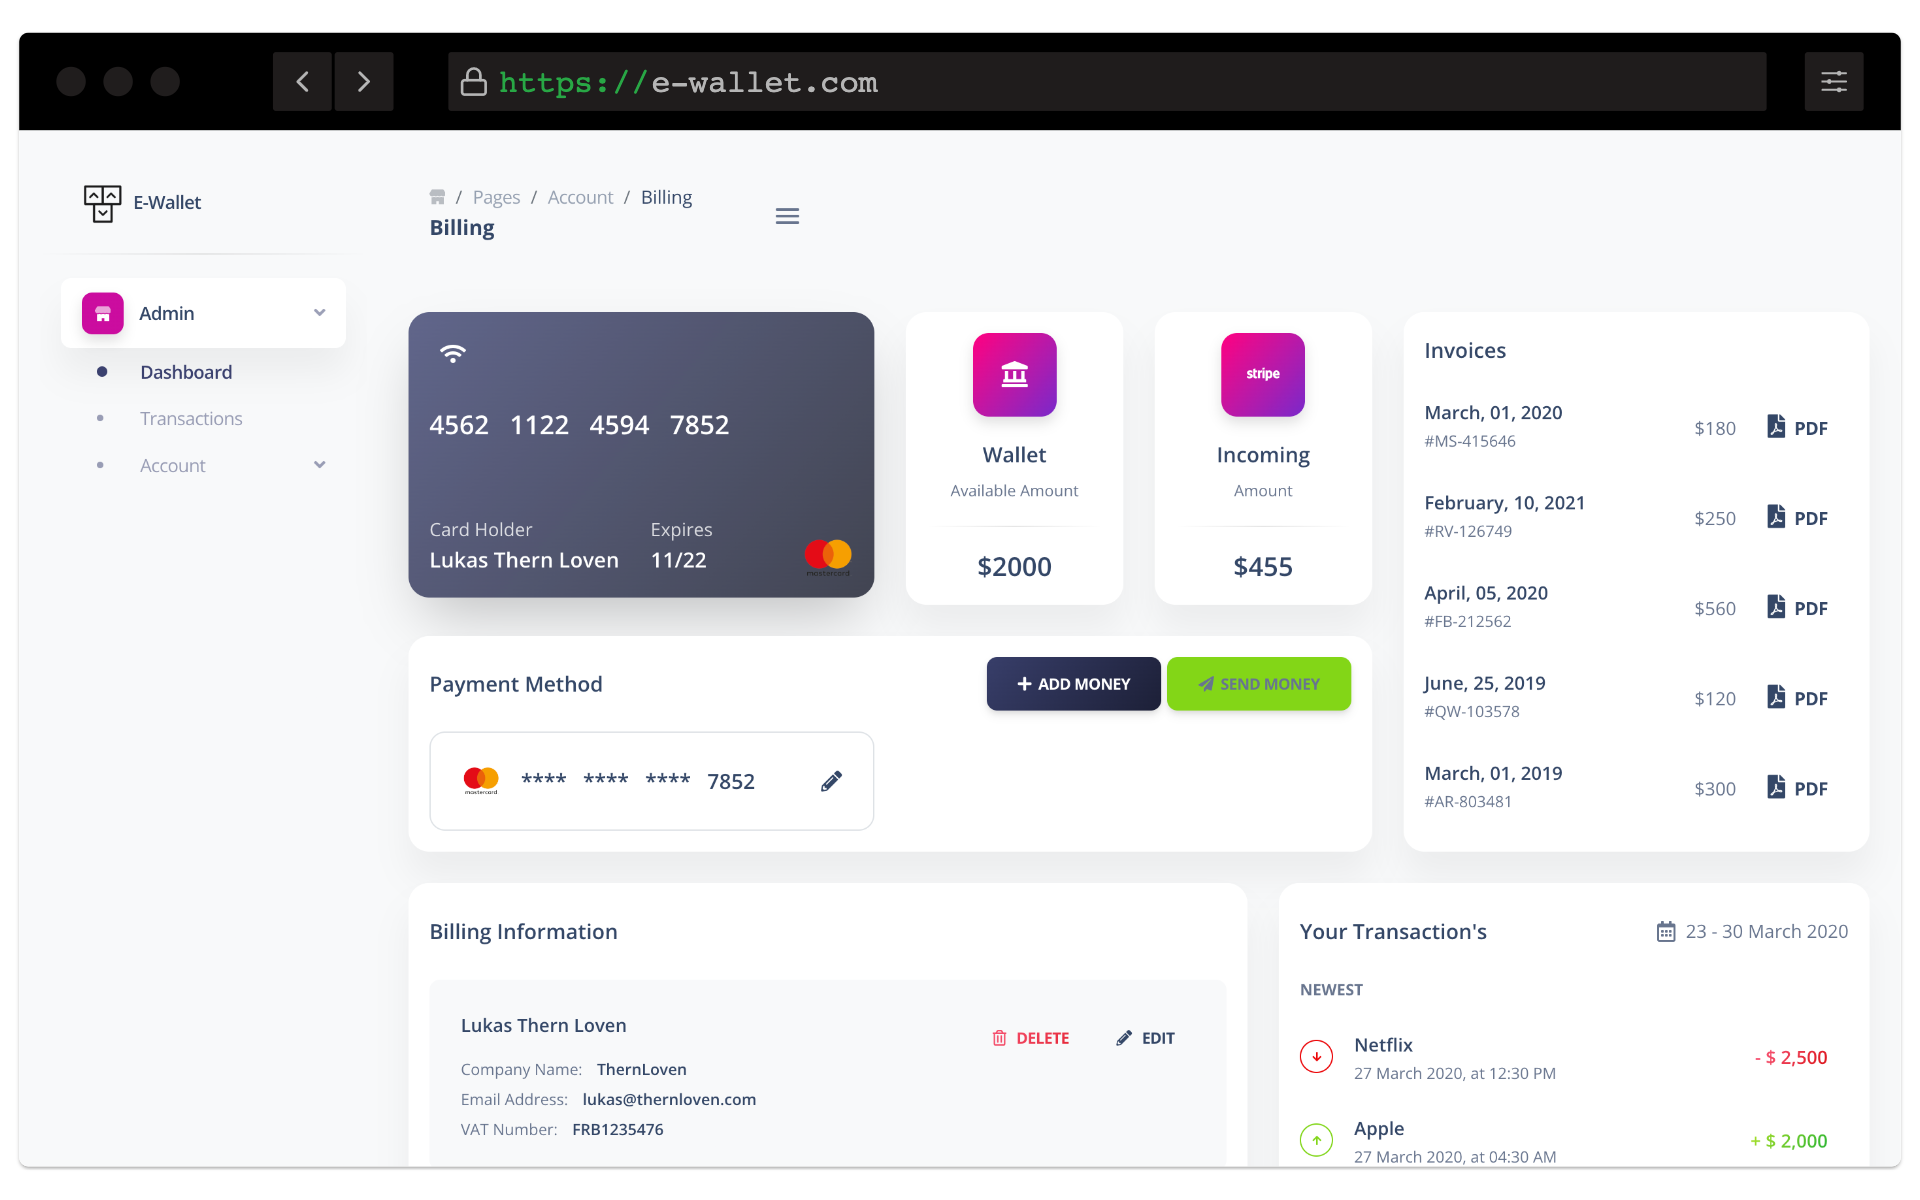 https://e-wallet.com
E-Wallet
/ Pages / Account / Billing
Billing
Admin
Dashboard
Transactions
Account
4562 1122 4594 7852
Card Holder
Lukas Thern Loven
Expires
11/22
mastercard
Wallet
Available Amount
$2000
stripe
Incoming
Amount
$455
Invoices
March, 01, 2020
#MS-415646
$180
PDF
February, 10, 2021
#RV-126749
$250
PDF
April, 05, 2020
#FB-212562
$560
PDF
June, 25, 2019
#QW-103578
$120
PDF
March, 01, 2019
#AR-803481
$300
PDF
Payment Method
ADD MONEY
SEND MONEY
mastercard
**** **** **** 7852
Billing Information
Lukas Thern Loven
DELETE
EDIT
Company Name: ThernLoven
Email Address: lukas@thernloven.com
VAT Number: FRB1235476
Your Transaction's
23 - 30 March 2020
NEWEST
Netflix
27 March 2020, at 12:30 PM
- $ 2,500
Apple
27 March 2020, at 04:30 AM
+ $ 2,000